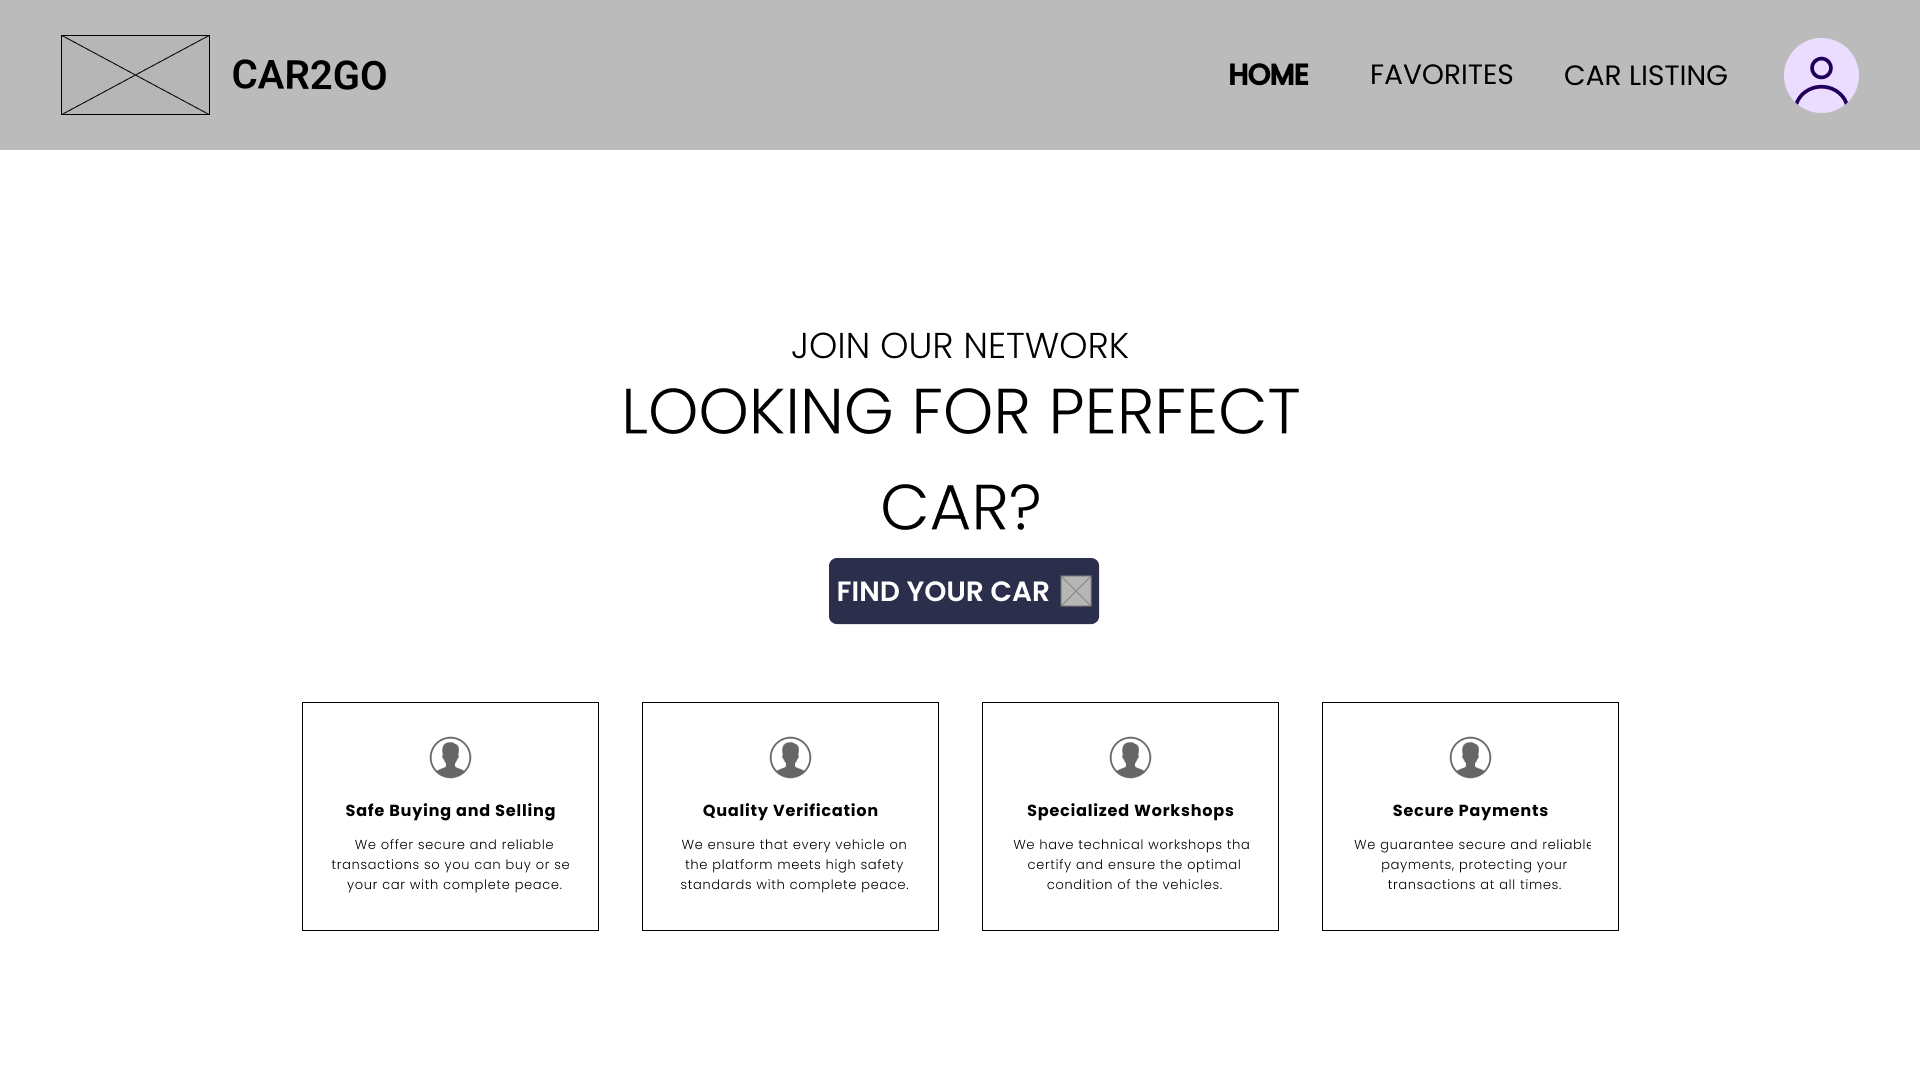 CAR2GO
HOME
FAVORITES
CAR LISTING
JOIN OUR NETWORK
LOOKING FOR PERFECT
CAR?
FIND YOUR CAR
Safe Buying and Selling
We offer secure and reliable
transactions so you can buy or se
your car with complete peace.
Quality Verification
We ensure that every vehicle on
the platform meets high safety
standards with complete peace.
Specialized Workshops
We have technical workshops tha
certify and ensure the optimal
condition of the vehicles.
Secure Payments
We guarantee secure and reliable
payments, protecting your
transactions at all times.